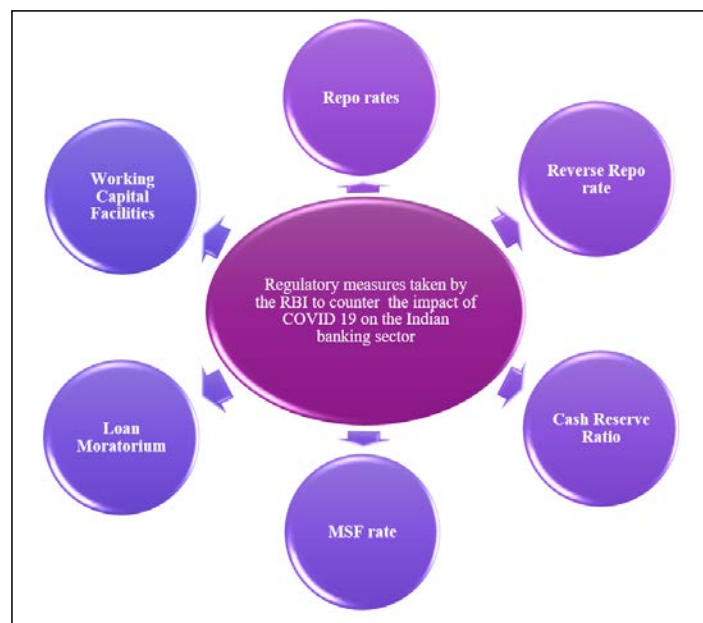 Repo rates
Reverse Repo
rate
Cash Reserve
Ratio
MSF rate
Loan
Moratorium
Working
Capital
Facilities
Regulatory measures taken by
the RBI to counter the impact of
COVID 19 on the Indian
banking sector